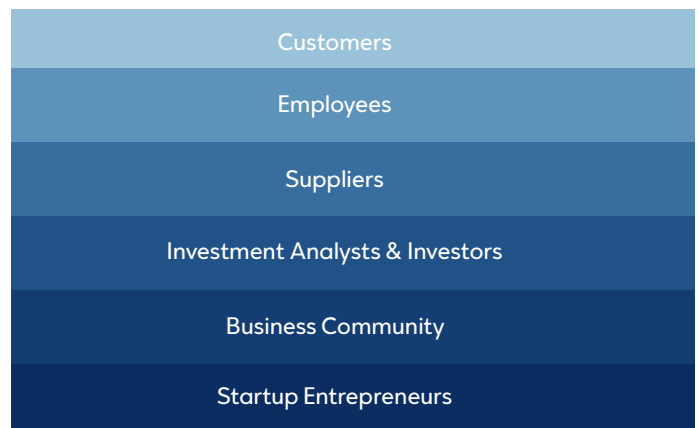 Customers
Employees
Suppliers
Investment Analysts & Investors
Business Community
Startup Entrepreneurs